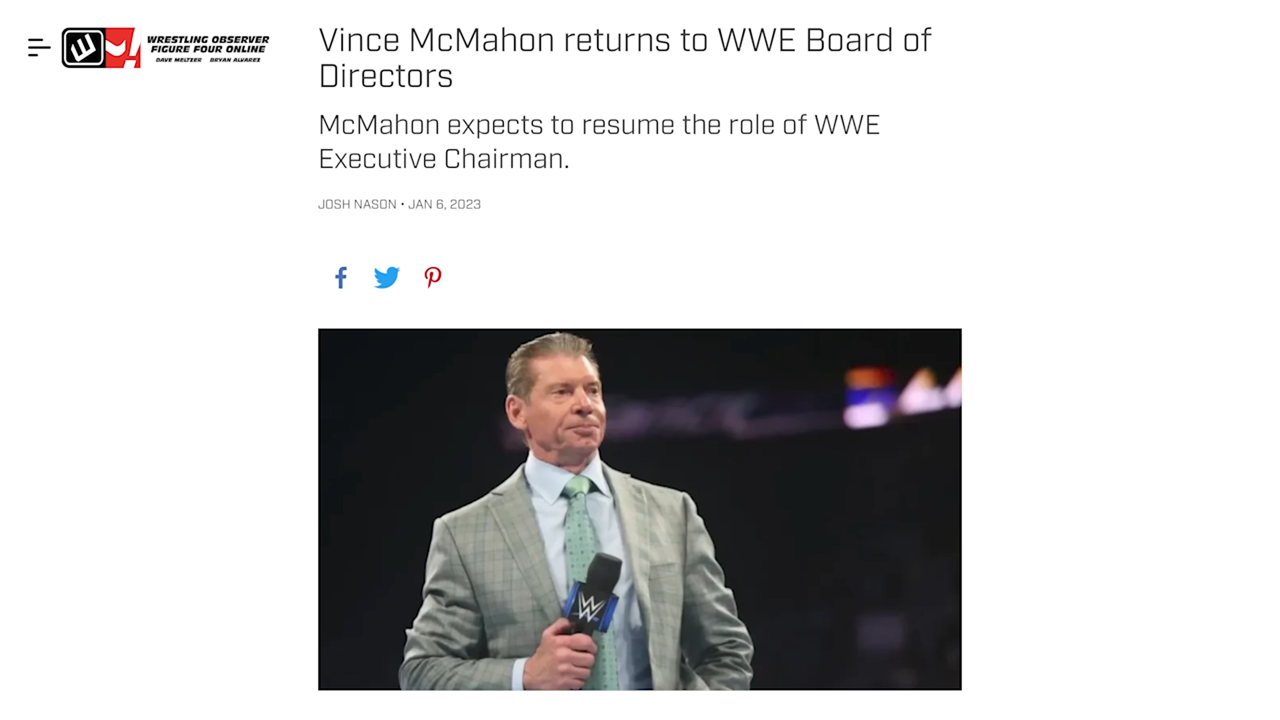 WRESTLING OBSERVER
FIGURE FOUR ONLINE
DAVE MELTZER BRYAN ALVAREZ
Vince McMahon returns to WWE Board of
Directors
McMahon expects to resume the role of WWE
Executive Chairman.
JOSH NASON • JAN 6, 2023
W